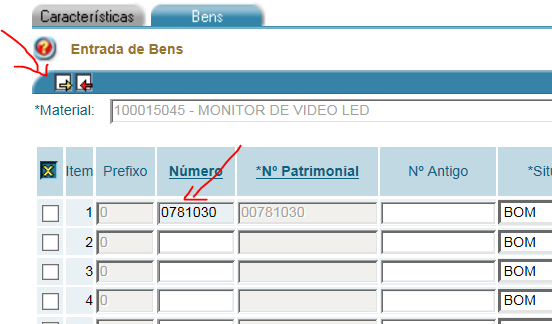 Características Bens
Entrada de Bens
*Material: 100015045 - MONITOR DE VIDEO LED
Item Prefixo Número *Nº Patrimonial Nº Antigo *Situ
1 0 0781030 00781030 BOM
2 0 BOM
3 0 BOM
4 0 BOM